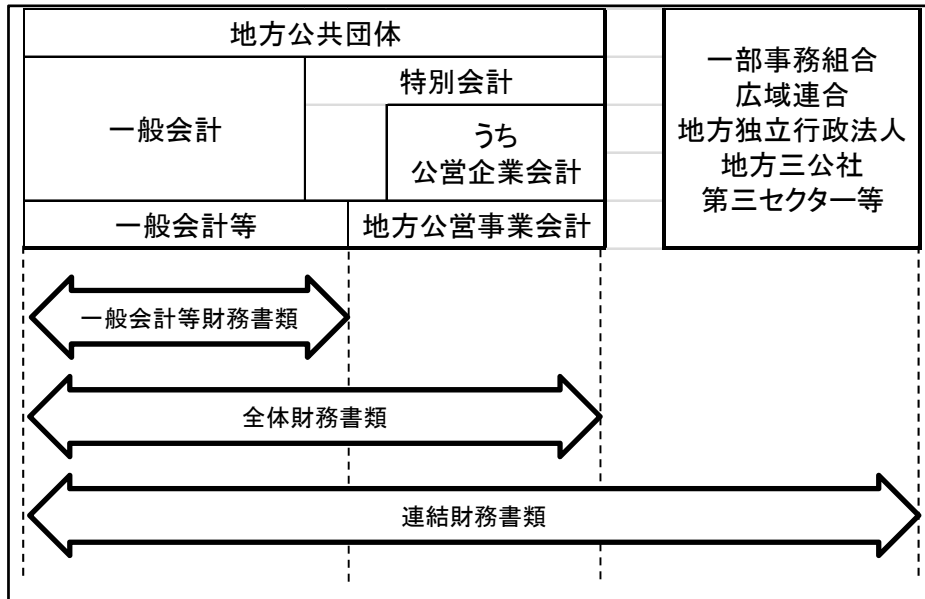 地方公共団体
一般会計
特別会計
うち
公営企業会計
一般会計等
地方公営事業会計
一部事務組合
広域連合
地方独立行政法人
地方三公社
第三セクター等
一般会計等財務書類
全体財務書類
連結財務書類